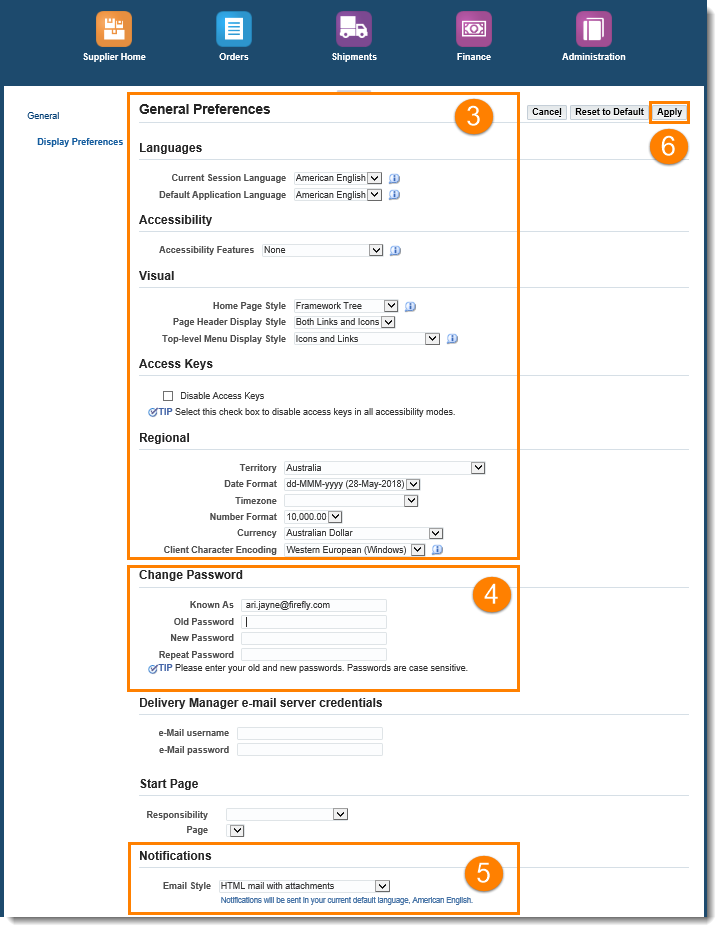 Supplier Home Orders Shipments Finance Administration
General
Display Preferences
General Preferences
3
Cancel Reset to Default Apply
6
Languages
Current Session Language American English
Default Application Language American English
Accessibility
Accessibility Features None
Visual
Home Page Style Framework Tree
Page Header Display Style Both Links and Icons
Top-level Menu Display Style Icons and Links
Access Keys
Disable Access Keys
TIP Select this check box to disable access keys in all accessibility modes.
Regional
Territory Australia
Date Format dd-MMM-yyyy (28-May-2018)
Timezone
Number Format 10,000.00
Currency Australian Dollar
Client Character Encoding Western European (Windows)
Change Password
4
Known As ari.jayne@firefly.com
Old Password
New Password
Repeat Password
TIP Please enter your old and new passwords. Passwords are case sensitive.
Delivery Manager e-mail server credentials
e-Mail username
e-Mail password
Start Page
Responsibility
Page
Notifications
5
Email Style HTML mail with attachments
Notifications will be sent in your current default language, American English.